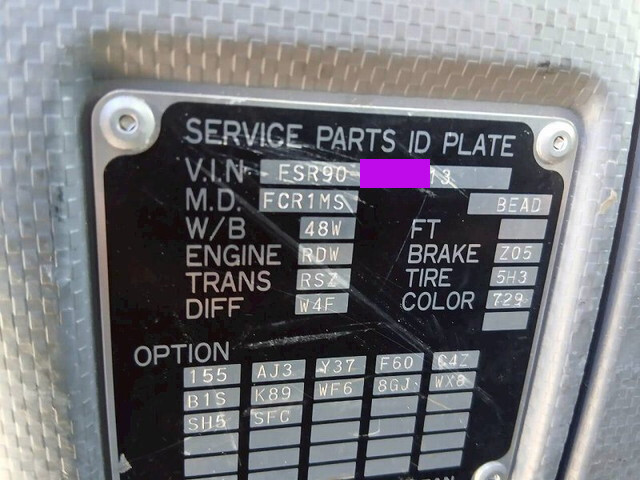 SERVICE PARTS ID PLATE
V.I.N FSR90 13
M.D. FCR1MS BEAD
W/B 48W FT
ENGINE RDW BRAKE Z05
TRANS RSZ TIRE 5H3
DIFF W4F COLOR 729
OPTION
155 AJ3 Y37 F60 C4Z
B1S K89 WF6 8GJ WX8
SH5 SFC